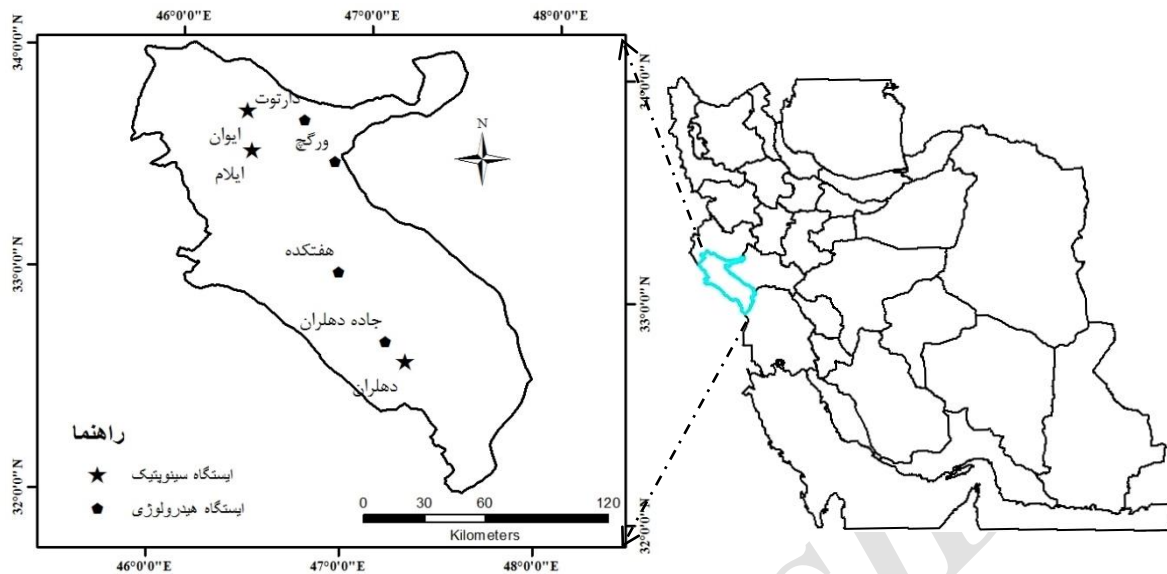 46°0'0"N 47°0'0"N 48°0'0"N
34°0'0"N
33°0'0"N
32°0'0"N
N
دارتوت
ایوان
ورگچ
ایلام
هفتکده
جاده دهلران
دهلران
راهنما
ایستگاه سینوپتیک
ایستگاه هیدرولوژی
0 30 60 120
Kilometers
46°0'0"N 47°0'0"N 48°0'0"N
34°0'0"N
33°0'0"N
32°0'0"N